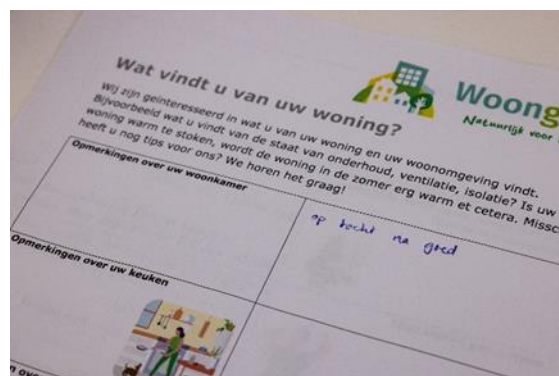 Woong
Natuurlijk voor
Wat vindt u van uw woning?
Wij zijn geïnteresseerd in wat u van uw woning en uw woonomgeving vindt.
Bijvoorbeeld wat u vindt van de staat van onderhoud, ventilatie, isolatie? Is uw
woning warm te stoken, wordt de woning in de zomer erg warm et cetera. Missc
heeft u nog tips voor ons? We horen het graag!
Opmerkingen over uw woonkamer
op tocht na goed
Opmerkingen over uw keuken
en over